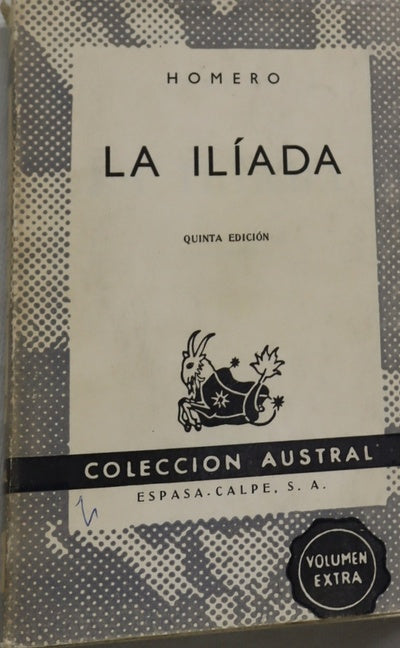 HOMERO
LA ILÍADA
QUINTA EDICIÓN
COLECCION AUSTRAL
ESPASA-CALPE, S. A.
VOLUMEN
EXTRA